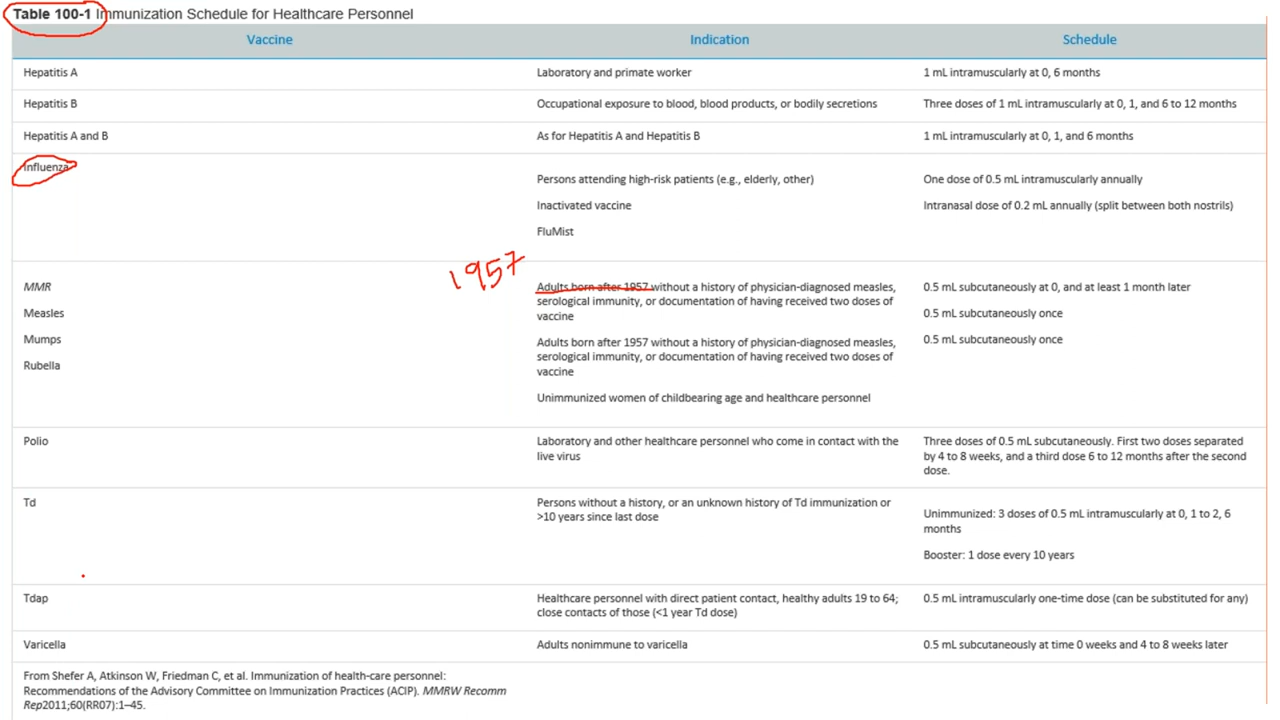 Table 100-1 Immunization Schedule for Healthcare Personnel
Vaccine Indication Schedule
Hepatitis A Laboratory and primate worker 1 mL intramuscularly at 0, 6 months
Hepatitis B Occupational exposure to blood, blood products, or bodily secretions Three doses of 1 mL intramuscularly at 0, 1, and 6 to 12 months
Hepatitis A and B As for Hepatitis A and Hepatitis B 1 mL intramuscularly at 0, 1, and 6 months
Influenza
Persons attending high-risk patients (e.g., elderly, other) One dose of 0.5 mL intramuscularly annually
Inactivated vaccine Intranasal dose of 0.2 mL annually (split between both nostrils)
FluMist
1957
MMR Adults born after 1957 without a history of physician-diagnosed measles, 0.5 mL subcutaneously at 0, and at least 1 month later
serological immunity, or documentation of having received two doses of
vaccine
Measles 0.5 mL subcutaneously once
Mumps Adults born after 1957 without a history of physician-diagnosed measles, 0.5 mL subcutaneously once
serological immunity, or documentation of having received two doses of
vaccine
Rubella
Unimmunized women of childbearing age and healthcare personnel
Polio Laboratory and other healthcare personnel who come in contact with the Three doses of 0.5 mL subcutaneously. First two doses separated
live virus by 4 to 8 weeks, and a third dose 6 to 12 months after the second
dose.
Td Persons without a history, or an unknown history of Td immunization or
>10 years since last dose Unimmunized: 3 doses of 0.5 mL intramuscularly at 0, 1 to 2, 6
months
Booster: 1 dose every 10 years
Tdap Healthcare personnel with direct patient contact, healthy adults 19 to 64; 0.5 mL intramuscularly one-time dose (can be substituted for any)
close contacts of those (<1 year Td dose)
Varicella Adults nonimmune to varicella 0.5 mL subcutaneously at time 0 weeks and 4 to 8 weeks later
From Shefer A, Atkinson W, Friedman C, et al. Immunization of health-care personnel:
Recommendations of the Advisory Committee on Immunization Practices (ACIP). MMRW Recomm
Rep2011;60(RR07):1–45.